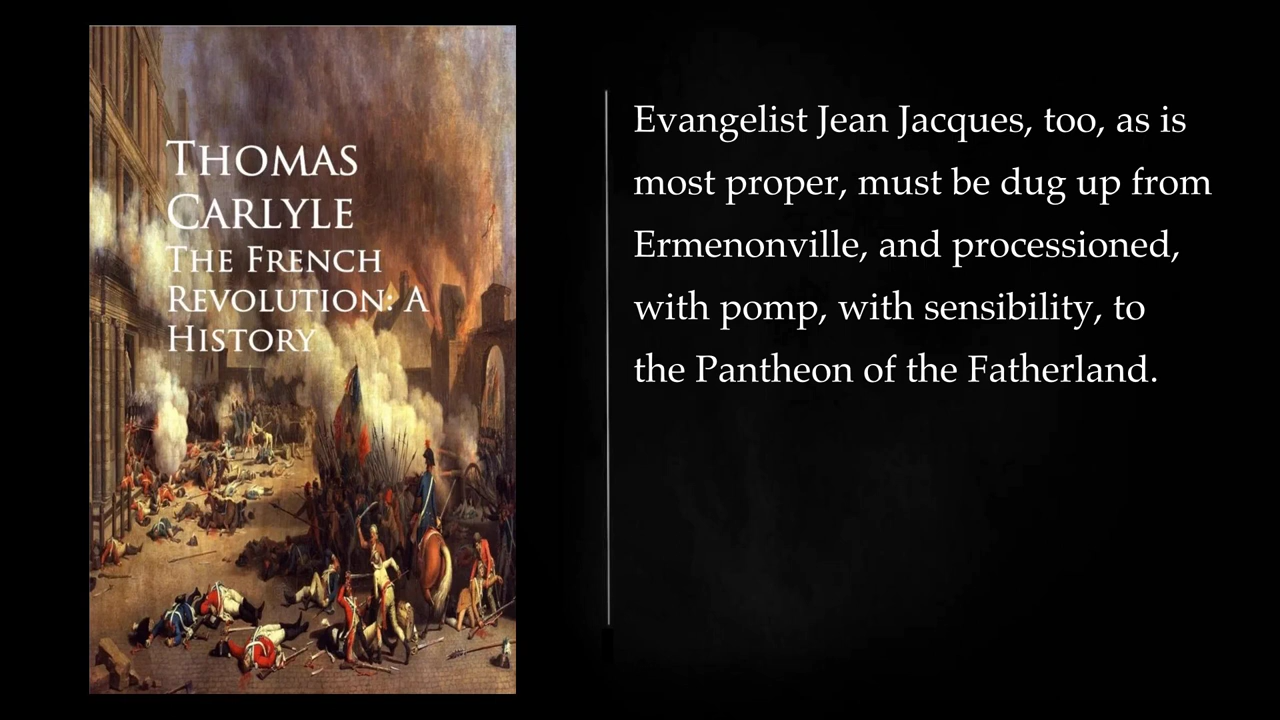 THOMAS
CARLYLE
THE FRENCH
REVOLUTION: A
HISTORY
Evangelist Jean Jacques, too, as is
most proper, must be dug up from
Ermenonville, and processioned,
with pomp, with sensibility, to
the Pantheon of the Fatherland.